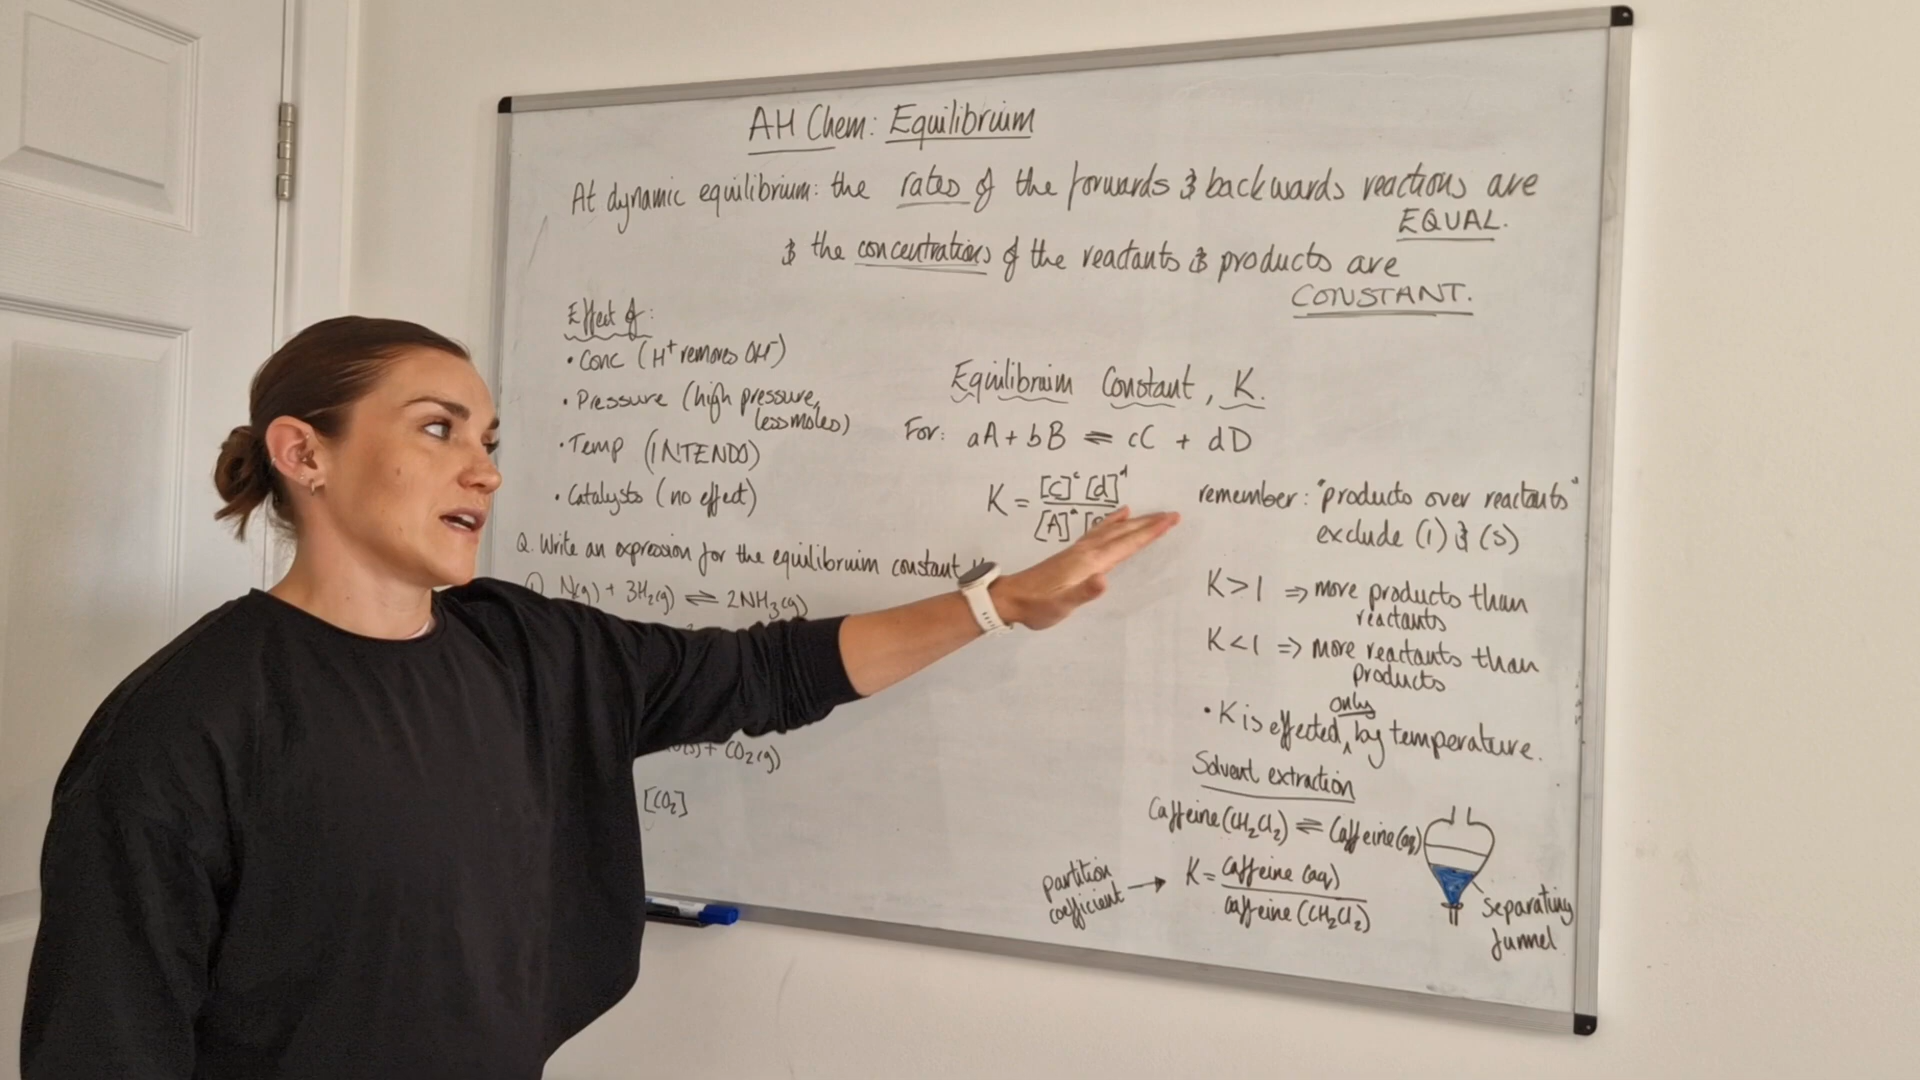 AH Chem: Equilibrium
At dynamic equilibrium: the rates of the forwards & backwards reactions are
EQUAL.
& the concentrations of the reactants & products are
CONSTANT.
Effect of:
• Conc (H⁺ removes OH⁻)
• Pressure (high pressure,
less moles)
• Temp (INTENDO)
• Catalysts (no effect)
Q. Write an expression for the equilibrium constant
① N(g) + 3H₂(g) ⇌ 2NH₃(g)
+ CO₂(g)
[CO₂]
Equilibrium Constant, K.
For: aA + bB ⇌ cC + dD
K = [C]ᶜ [d]ᵈ
[A]ᵃ
remember: "products over reactants"
exclude (l) & (s)
K > 1 => more products than
reactants
K < 1 => more reactants than
products
• K is effected only by temperature.
Solvent extraction
Caffeine (CH₂Cl₂) ⇌ Caffeine (aq)
partition
coefficient →
K = caffeine (aq)
caffeine (CH₂Cl₂)
separating
funnel